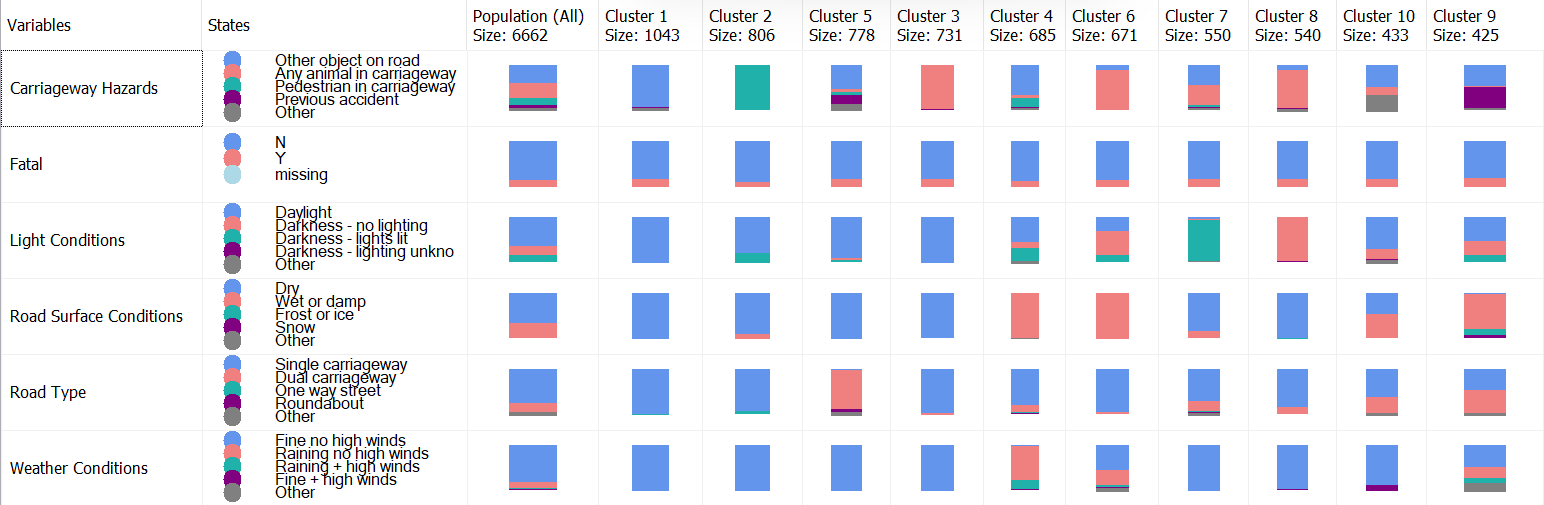 Variables States Population (All) Cluster 1 Cluster 2 Cluster 5 Cluster 3 Cluster 4 Cluster 6 Cluster 7 Cluster 8 Cluster 10 Cluster 9
Size: 6662 Size: 1043 Size: 806 Size: 778 Size: 731 Size: 685 Size: 671 Size: 550 Size: 540 Size: 433 Size: 425
Carriageway Hazards
Other object on road
Any animal in carriageway
Pedestrian in carriageway
Previous accident
Other
Fatal
N
Y
missing
Light Conditions
Daylight
Darkness - no lighting
Darkness - lights lit
Darkness - lighting unkno
Other
Road Surface Conditions
Dry
Wet or damp
Frost or ice
Snow
Other
Road Type
Single carriageway
Dual carriageway
One way street
Roundabout
Other
Weather Conditions
Fine no high winds
Raining no high winds
Raining + high winds
Fine + high winds
Other